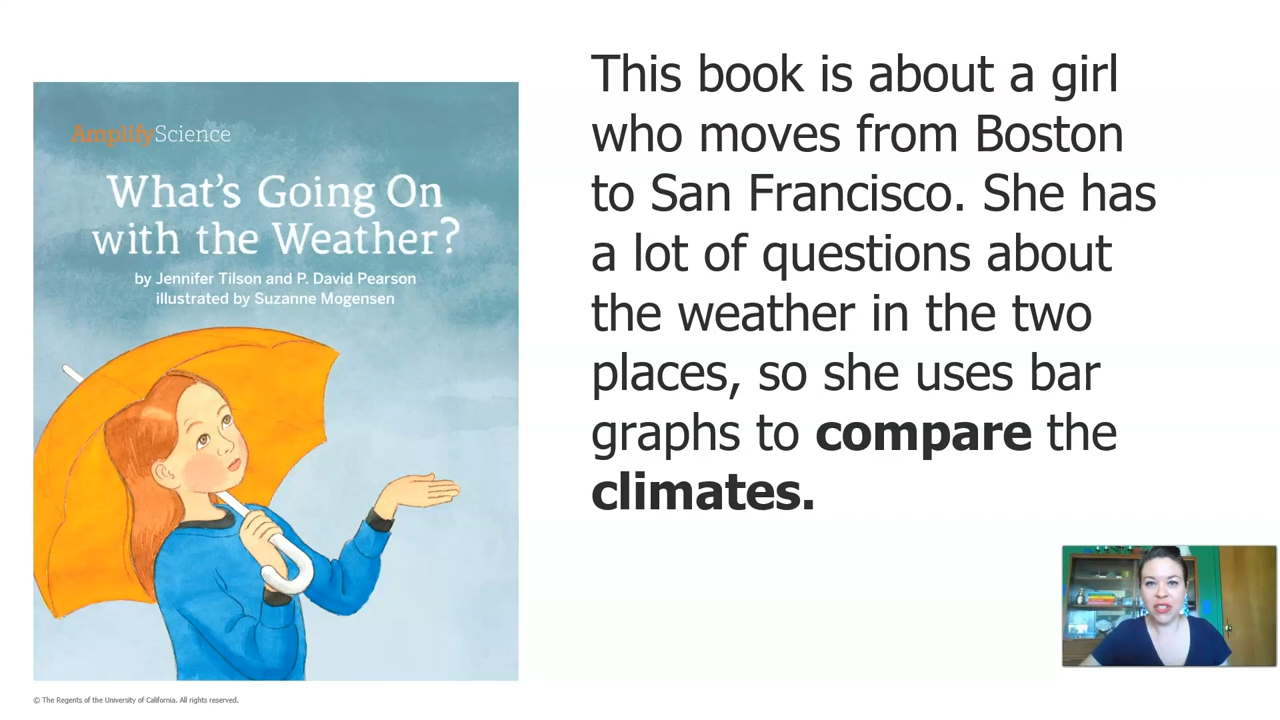 AmplifyScience
What's Going On
with the Weather?
by Jennifer Tilson and P. David Pearson
illustrated by Suzanne Mogensen
This book is about a girl
who moves from Boston
to San Francisco. She has
a lot of questions about
the weather in the two
places, so she uses bar
graphs to compare the
climates.
© The Regents of the University of California. All rights reserved.